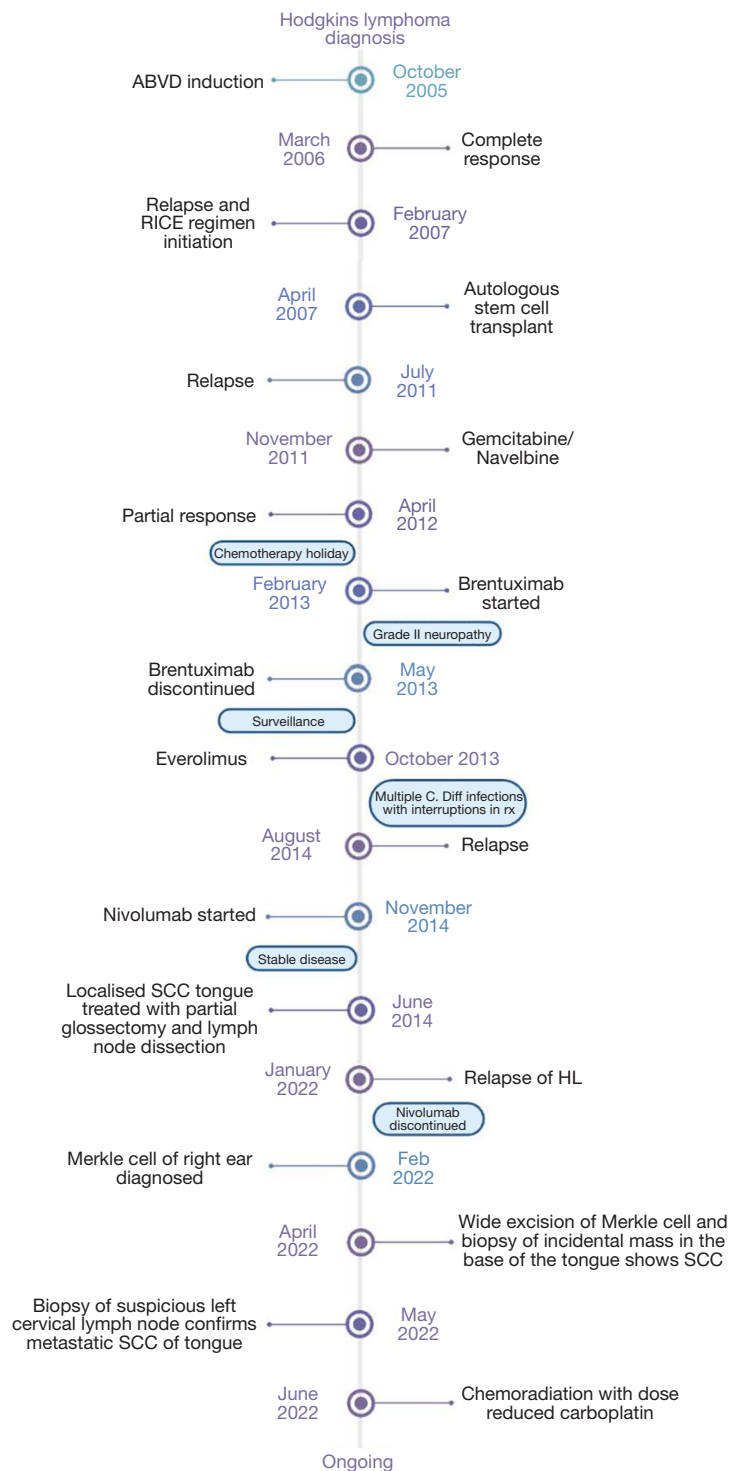 Hodgkins lymphoma
diagnosis
ABVD induction
October
2005
March
2006
Complete
response
Relapse and
RICE regimen
initiation
February
2007
April
2007
Autologous
stem cell
transplant
Relapse
July
2011
November
2011
Gemcitabine/
Navelbine
Partial response
April
2012
Chemotherapy holiday
February
2013
Brentuximab
started
Grade II neuropathy
Brentuximab
discontinued
May
2013
Surveillance
Everolimus
October 2013
Multiple C. Diff infections
with interruptions in rx
August
2014
Relapse
Nivolumab started
November
2014
Stable disease
Localised SCC tongue
treated with partial
glossectomy and lymph
node dissection
June
2014
January
2022
Relapse of HL
Nivolumab
discontinued
Merkle cell of right ear
diagnosed
Feb
2022
April
2022
Wide excision of Merkle cell and
biopsy of incidental mass in the
base of the tongue shows SCC
Biopsy of suspicious left
cervical lymph node confirms
metastatic SCC of tongue
May
2022
June
2022
Chemoradiation with dose
reduced carboplatin
Ongoing